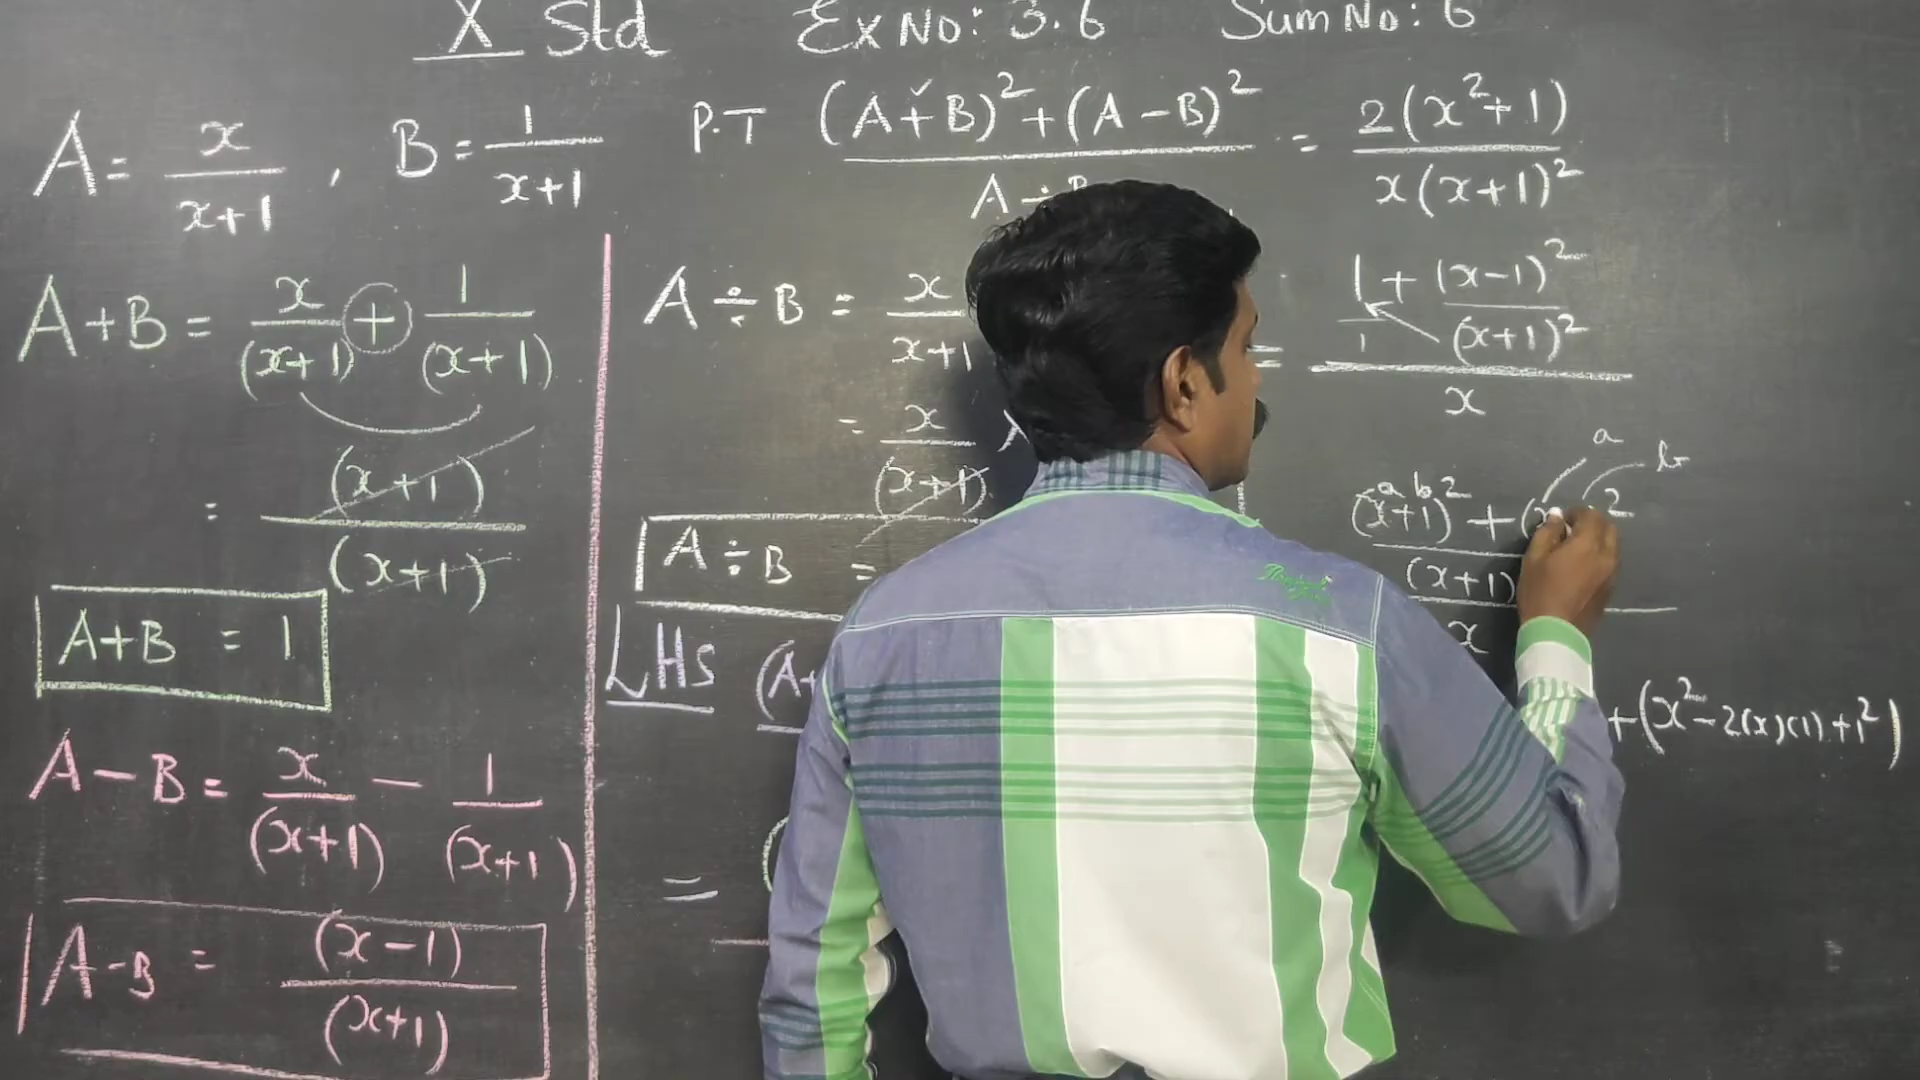 X Std Ex No: 3.6 Sum No: 6
A = x/(x+1) , B = 1/(x+1) P.T ((A+B)² + (A-B)²)/(A÷B) = 2(x²+1)/(x(x+1)²)
A+B = x/(x+1) + 1/(x+1)
= (x+1)/(x+1)
A+B = 1
A - B = x/(x+1) - 1/(x+1)
A-B = (x-1)/(x+1)
A ÷ B = x/x+1
= x/(x+1)
A ÷ B =
LHS (A+
=
= (1/1 + (x-1)²/(x+1)²)/x
a
b
a b
(x+1)² + (x 2
(x+1)
x
+(x²-2(x)(1)+1²)